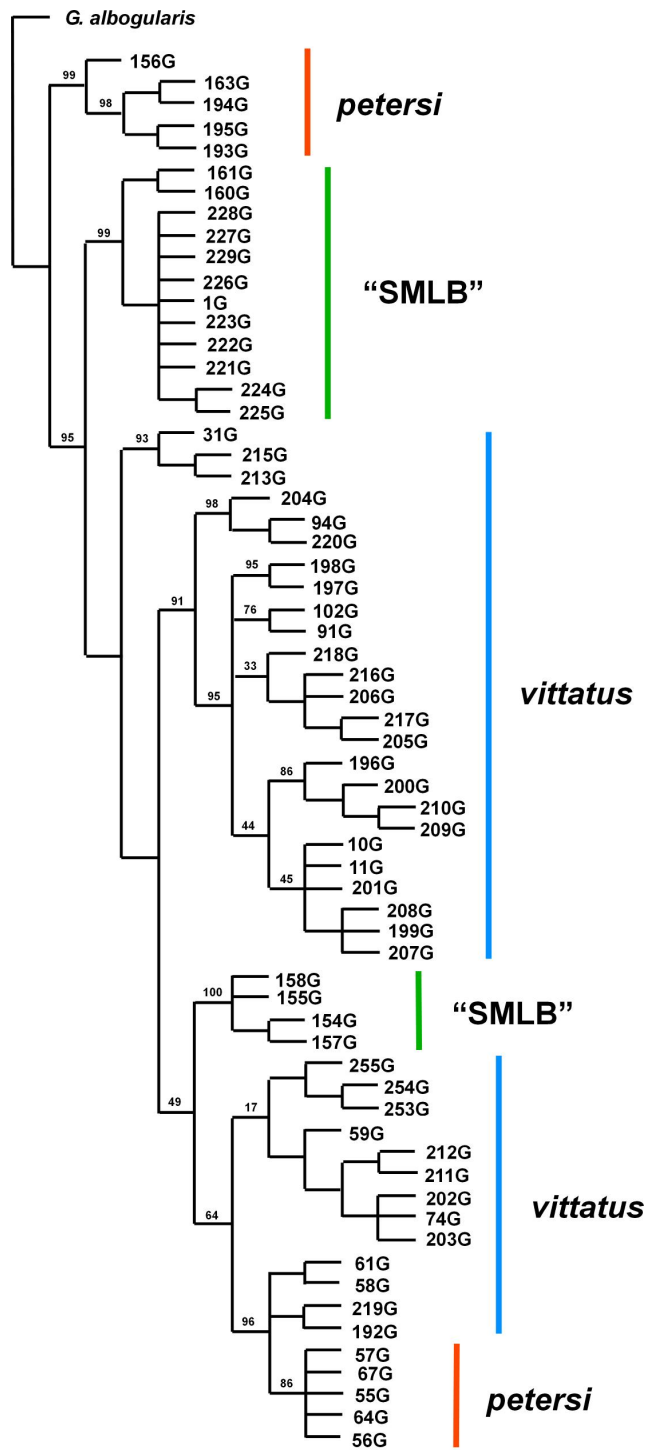 G. albogularis
156G
99
163G
petersi
98
194G
195G
193G
161G
160G
228G
99
227G
229G
226G
“SMLB”
1G
223G
222G
221G
224G
225G
31G
95
93
215G
213G
204G
98
94G
220G
198G
95
197G
102G
91
76
91G
218G
33
216G
vittatus
95
206G
217G
205G
196G
86
200G
210G
44
209G
10G
11G
45
201G
208G
199G
207G
158G
100
155G
“SMLB”
154G
157G
255G
254G
49
17
253G
59G
212G
211G
202G
vittatus
64
74G
203G
61G
58G
219G
96
192G
57G
67G
86
55G
petersi
64G
56G